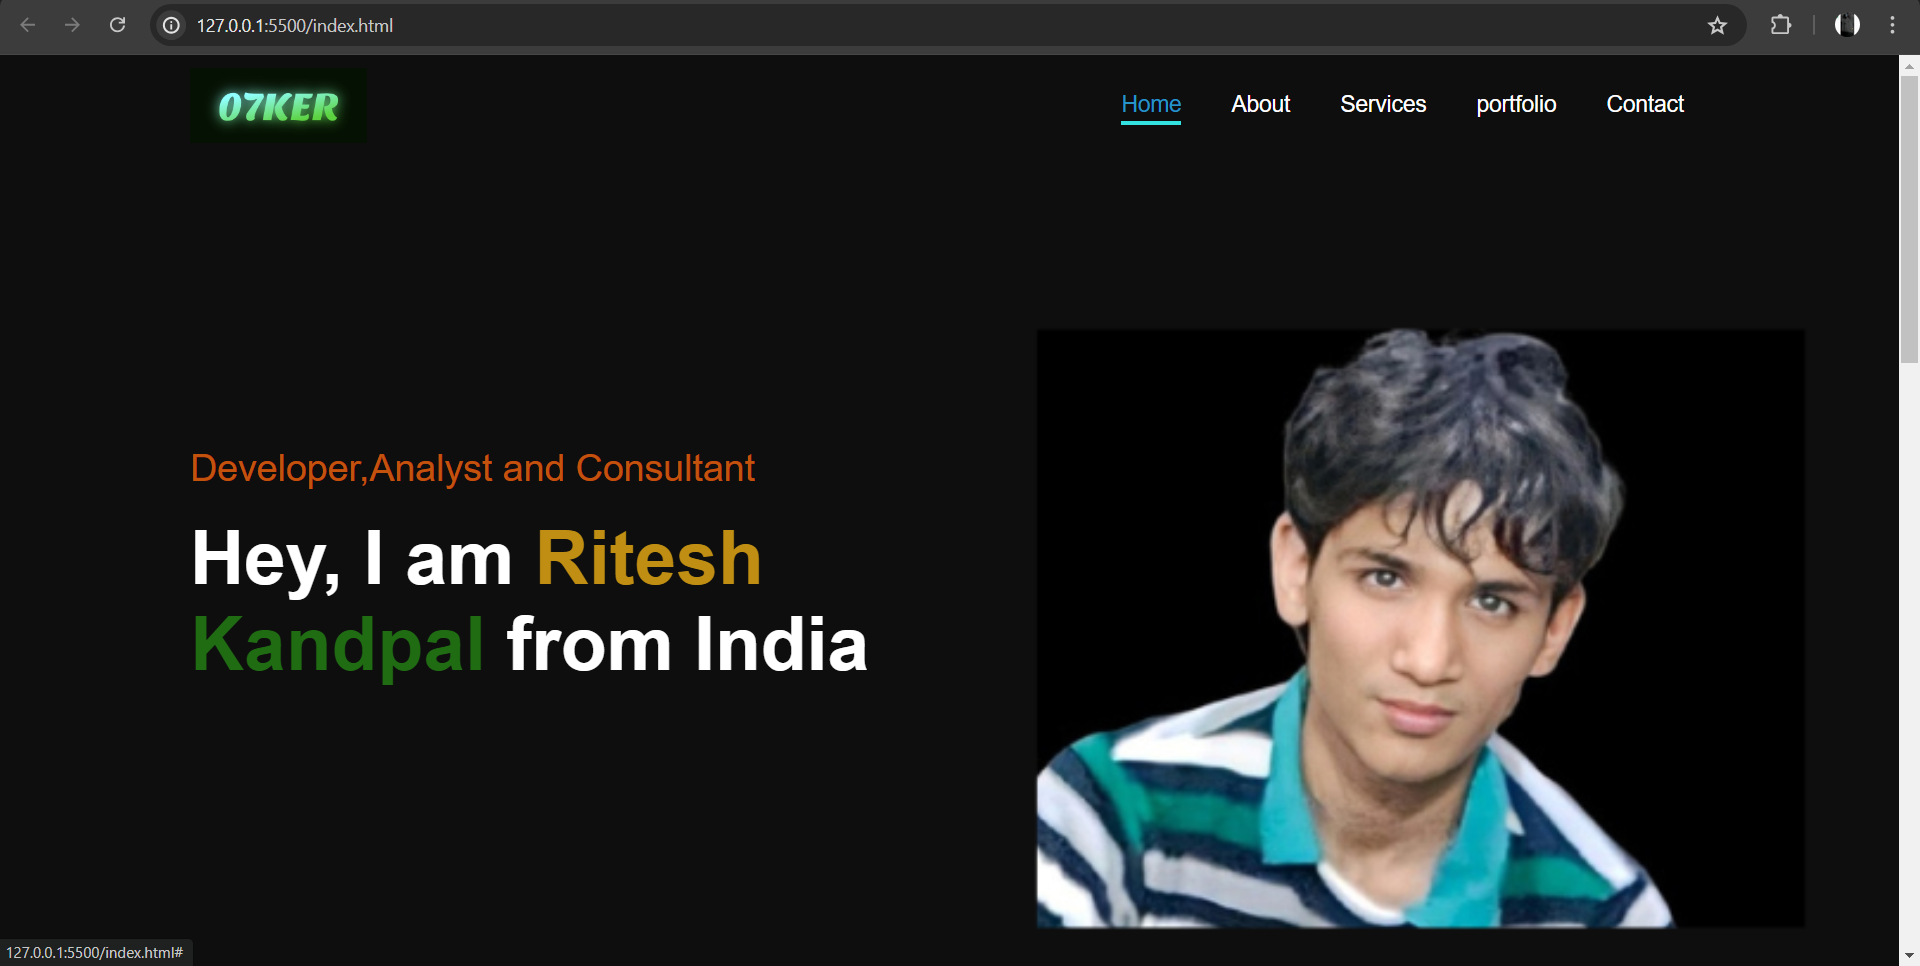 127.0.0.1:5500/index.html
07KER
Home About Services portfolio Contact
Developer,Analyst and Consultant
Hey, I am Ritesh
Kandpal from India
127.0.0.1:5500/index.html#